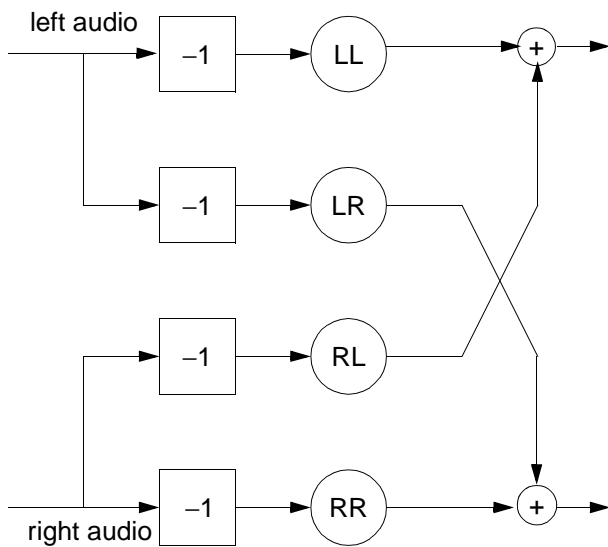 left audio
–1
LL
+
–1
LR
–1
RL
–1
RR
+
right audio